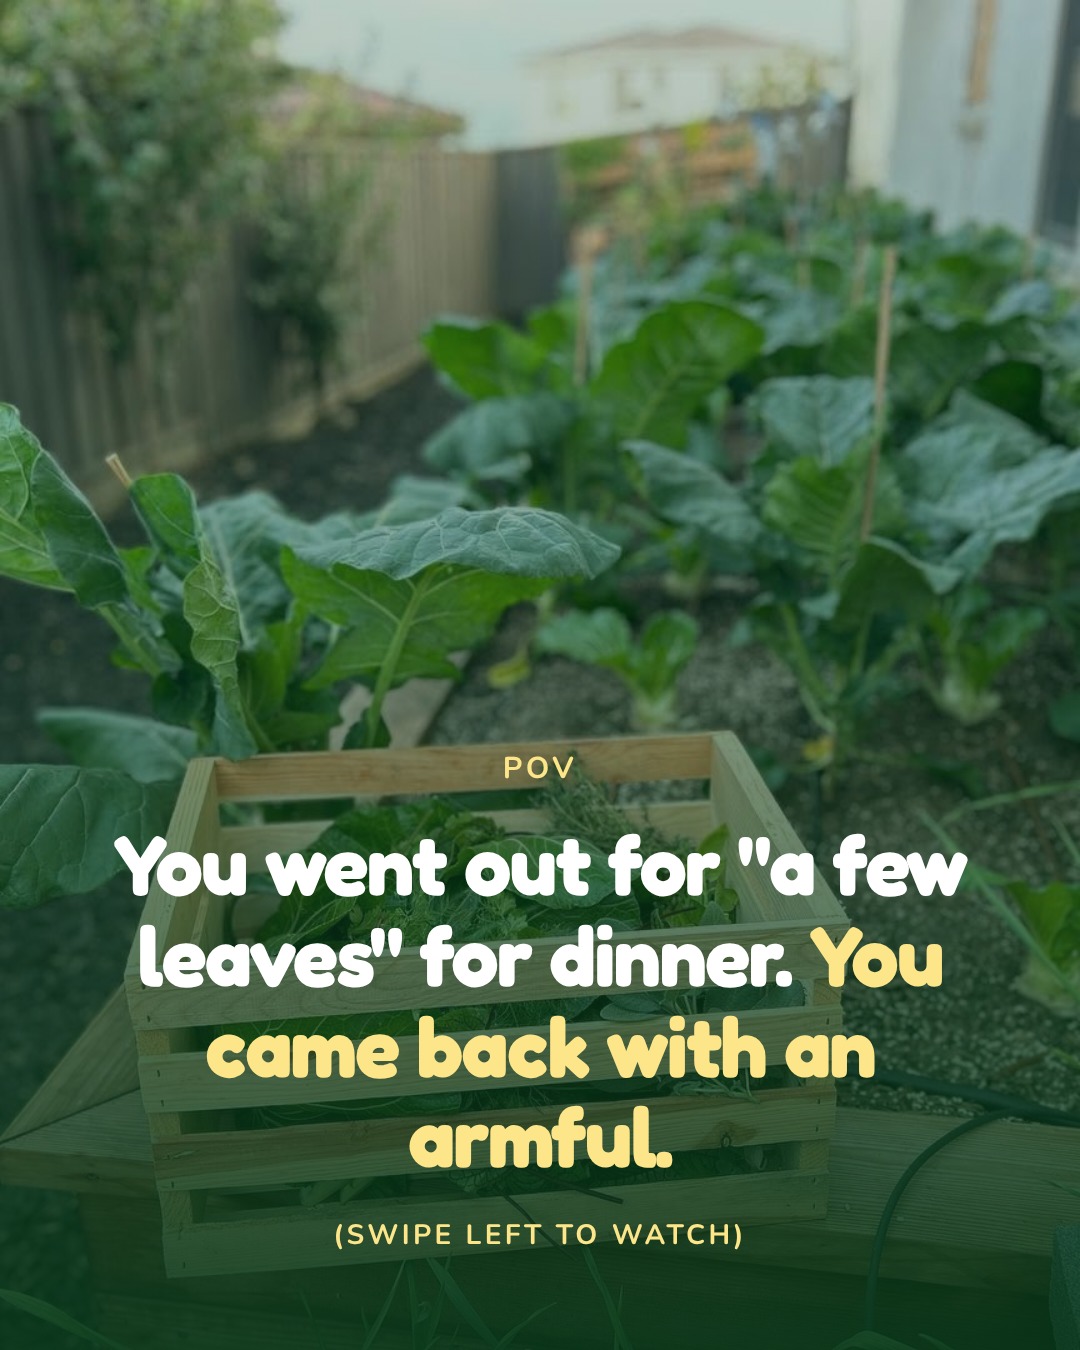 POV
You went out for "a few
leaves" for dinner. You
came back with an
armful.
(SWIPE LEFT TO WATCH)